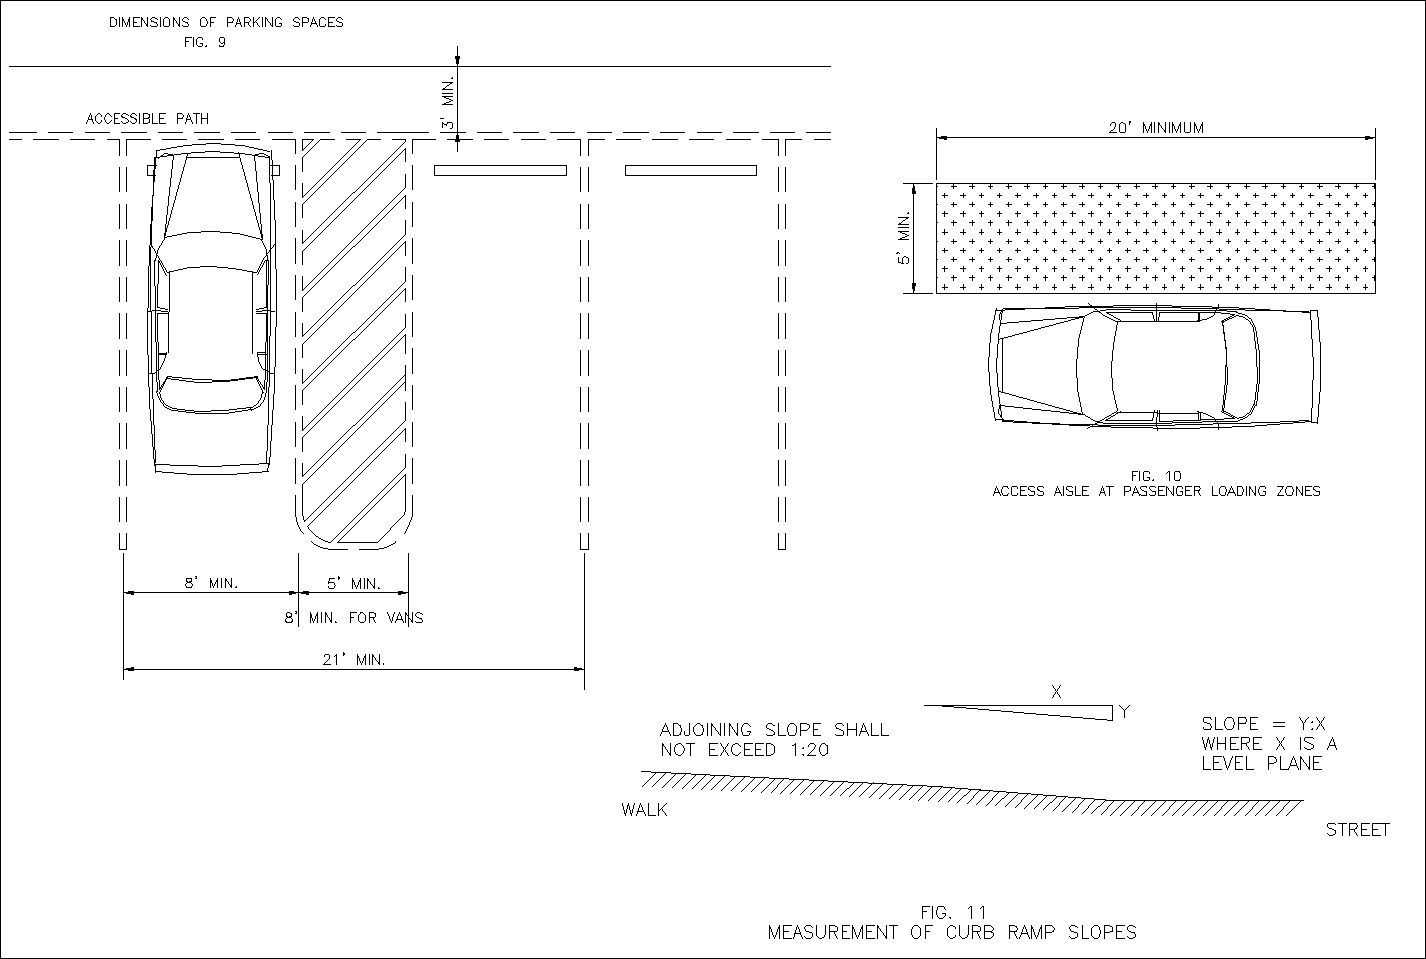 DIMENSIONS OF PARKING SPACES
FIG. 9
3' MIN.
ACCESSIBLE PATH
8' MIN.
5' MIN.
8' MIN. FOR VANS
21' MIN.
20' MINIMUM
5' MIN.
FIG. 10
ACCESS AISLE AT PASSENGER LOADING ZONES
X
Y
ADJOINING SLOPE SHALL
NOT EXCEED 1:20
SLOPE = Y:X
WHERE X IS A
LEVEL PLANE
WALK
STREET
FIG. 11
MEASUREMENT OF CURB RAMP SLOPES